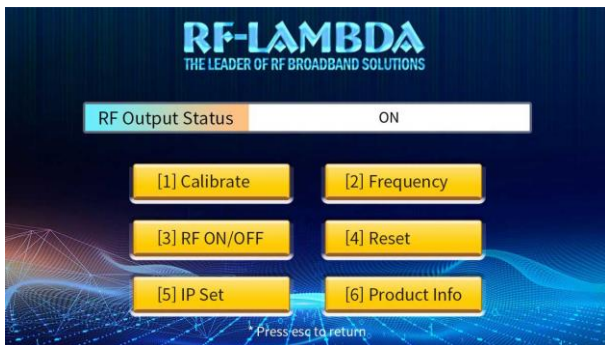 RF-LAMBDA
THE LEADER OF RF BROADBAND SOLUTIONS
RF Output Status ON
[1] Calibrate [2] Frequency
[3] RF ON/OFF [4] Reset
[5] IP Set [6] Product Info
* Press esq to return